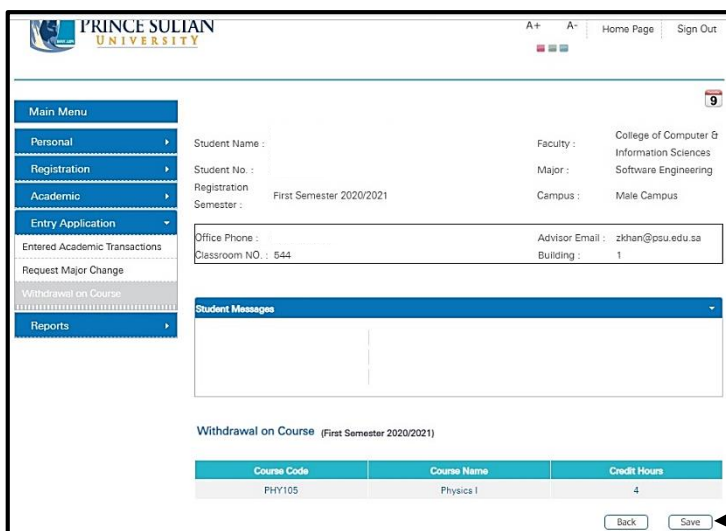 PRINCE SULIAN
UNIVERSITY
A+ A- Home Page Sign Out
9
Main Menu
Personal
Registration
Academic
Entry Application
Entered Academic Transactions
Request Major Change
Withdrawal on Course
Reports
Student Name :
Faculty : College of Computer & Information Sciences
Student No. :
Major : Software Engineering
Registration Semester : First Semester 2020/2021
Campus : Male Campus
Office Phone :
Advisor Email : zkhan@psu.edu.sa
Classroom NO. : 544
Building : 1
Student Messages
Withdrawal on Course (First Semester 2020/2021)
Course Code Course Name Credit Hours
PHY105 Physics I 4
Back Save